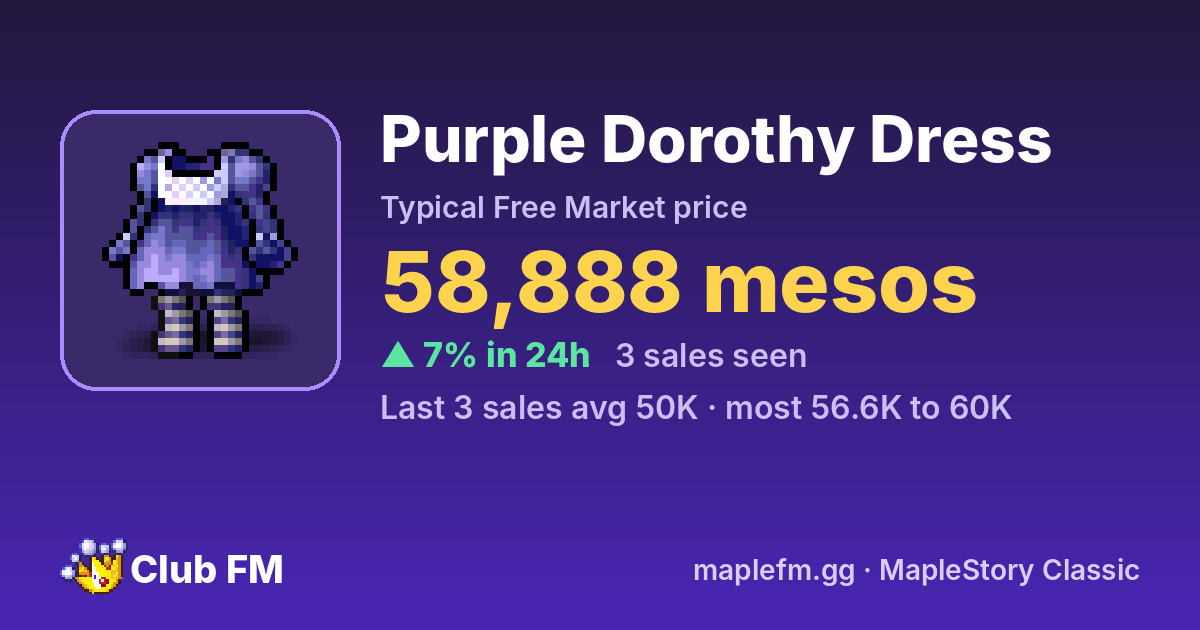 Purple Dorothy Dress
Typical Free Market price
58,888 mesos
▲ 7% in 24h 3 sales seen
Last 3 sales avg 50K · most 56.6K to 60K
Club FM
maplefm.gg · MapleStory Classic